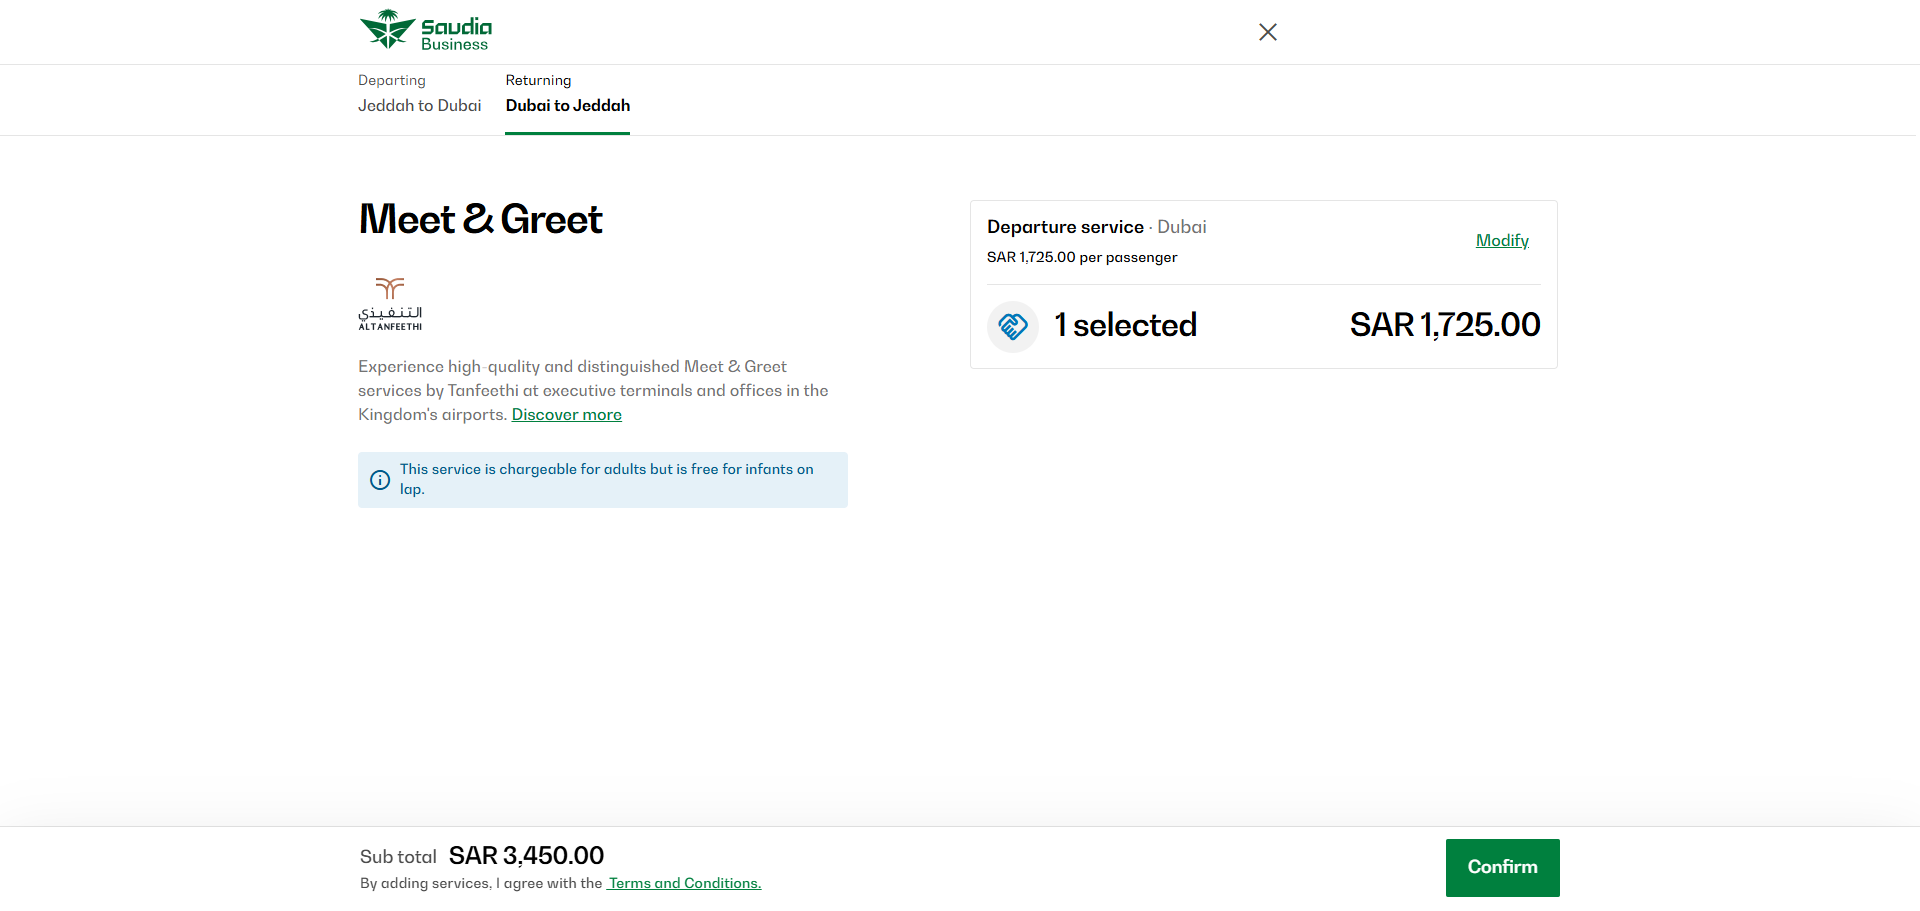 Saudia
Business
Departing
Jeddah to Dubai
Returning
Dubai to Jeddah
Meet & Greet
التنفيذي
ALTANFEETHI
Experience high-quality and distinguished Meet & Greet
services by Tanfeethi at executive terminals and offices in the
Kingdom's airports. Discover more
This service is chargeable for adults but is free for infants on
lap.
Departure service · Dubai
SAR 1,725.00 per passenger
Modify
1 selected
SAR 1,725.00
Sub total SAR 3,450.00
By adding services, I agree with the Terms and Conditions.
Confirm